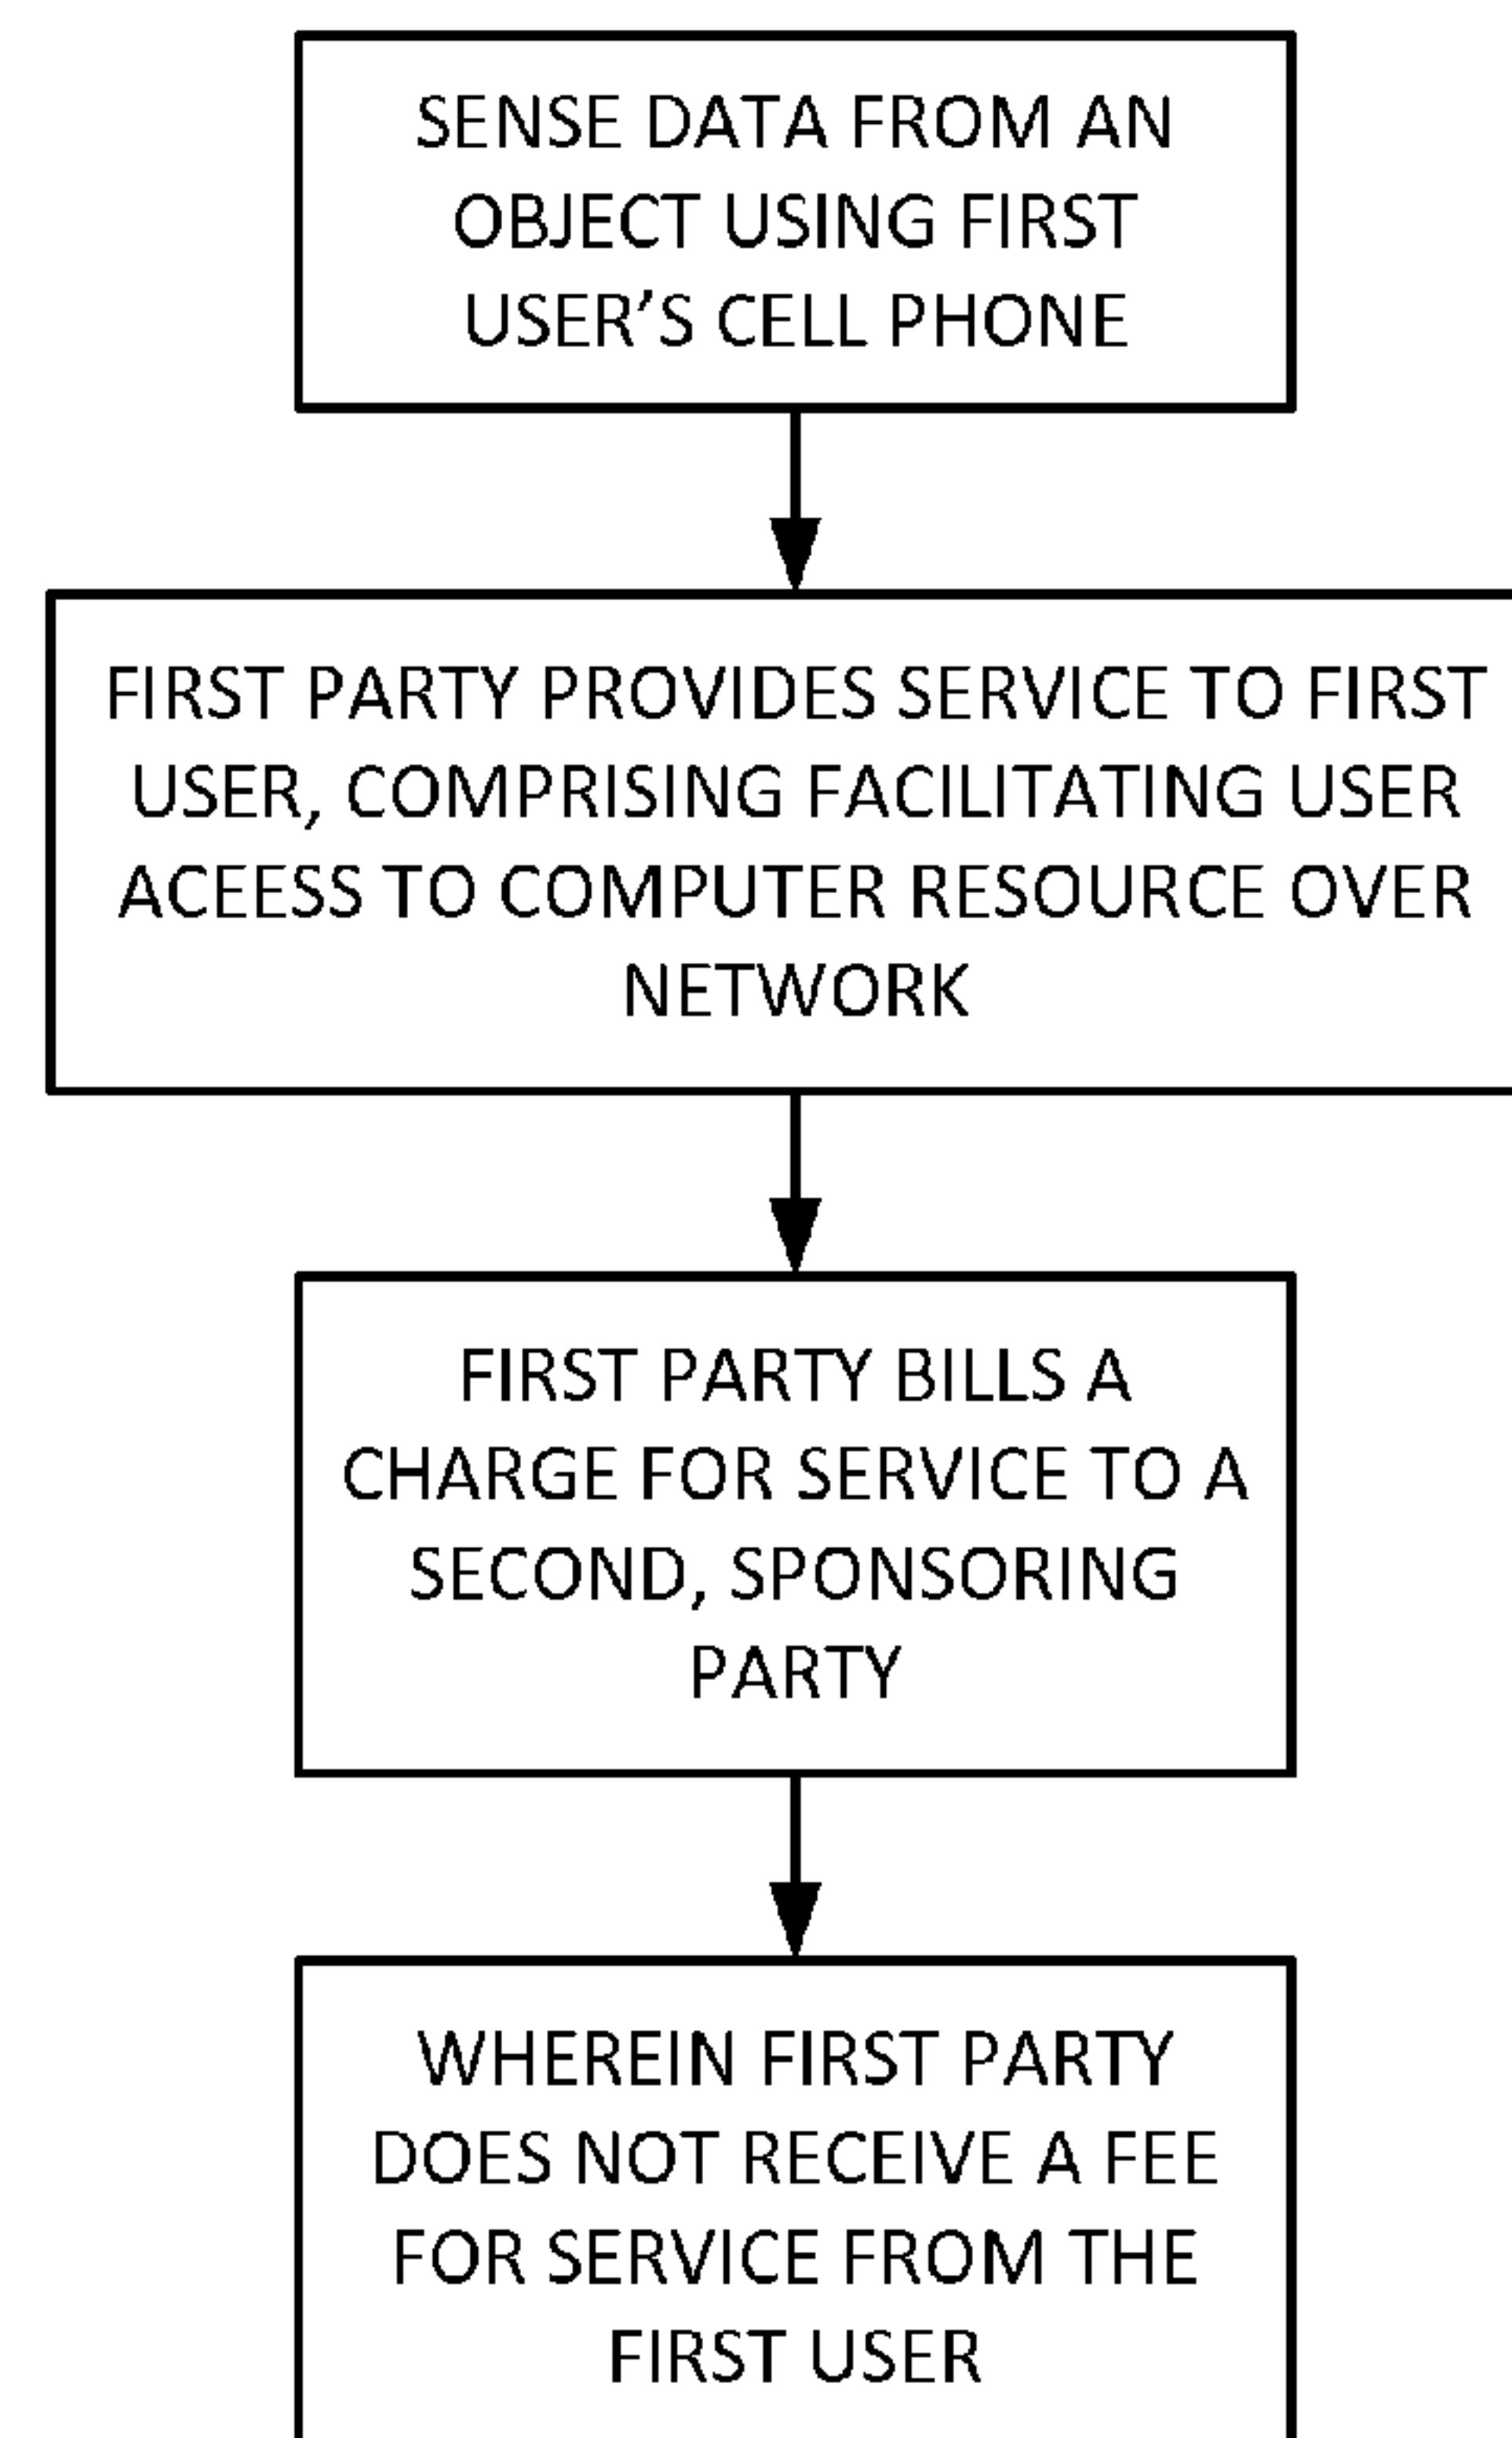 SENSE DATA FROM AN
OBJECT USING FIRST
USER’S CELL PHONE
FIRST PARTY PROVIDES SERVICE TO FIRST
USER, COMPRISING FACILITATING USER
ACEESS TO COMPUTER RESOURCE OVER
NETWORK
FIRST PARTY BILLS A
CHARGE FOR SERVICE TO A
SECOND, SPONSORING
PARTY
WHEREIN FIRST PARTY
DOES NOT RECEIVE A FEE
FOR SERVICE FROM THE
FIRST USER